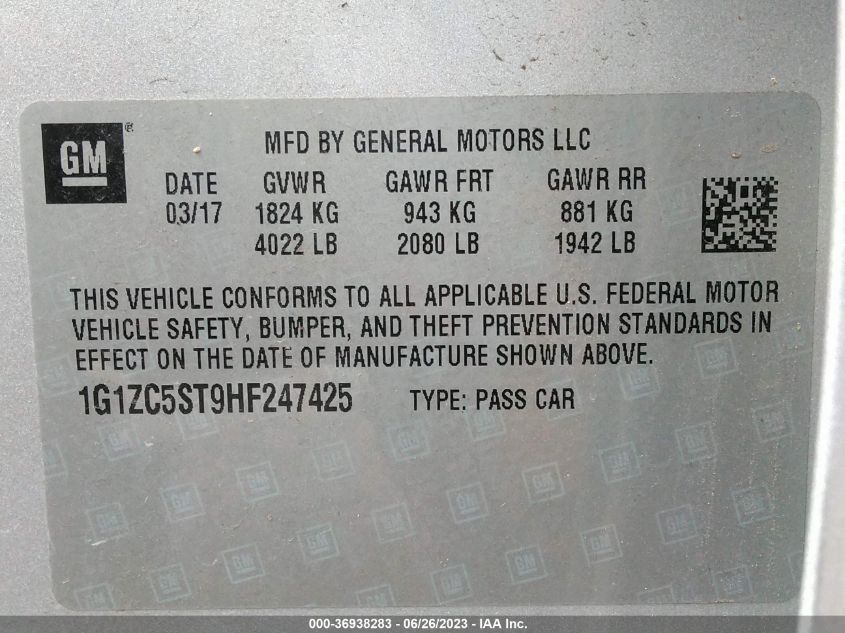 GM®
MFD BY GENERAL MOTORS LLC
DATE GVWR GAWR FRT GAWR RR
03/17 1824 KG 943 KG 881 KG
4022 LB 2080 LB 1942 LB
THIS VEHICLE CONFORMS TO ALL APPLICABLE U.S. FEDERAL MOTOR
VEHICLE SAFETY, BUMPER, AND THEFT PREVENTION STANDARDS IN
EFFECT ON THE DATE OF MANUFACTURE SHOWN ABOVE.
1G1ZC5ST9HF247425 TYPE: PASS CAR
000-36938283 - 06/26/2023 - IAA Inc.